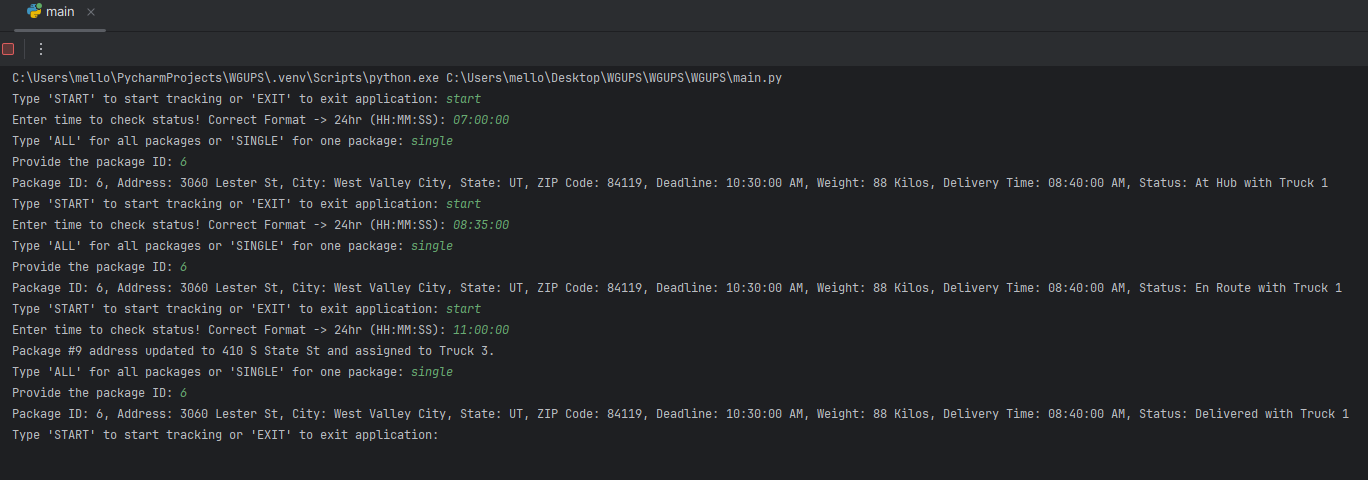 main
C:\Users\mello\PycharmProjects\WGUPS\.venv\Scripts\python.exe C:\Users\mello\Desktop\WGUPS\WGUPS\WGUPS\main.py
Type 'START' to start tracking or 'EXIT' to exit application: start
Enter time to check status! Correct Format -> 24hr (HH:MM:SS): 07:00:00
Type 'ALL' for all packages or 'SINGLE' for one package: single
Provide the package ID: 6
Package ID: 6, Address: 3060 Lester St, City: West Valley City, State: UT, ZIP Code: 84119, Deadline: 10:30:00 AM, Weight: 88 Kilos, Delivery Time: 08:40:00 AM, Status: At Hub with Truck 1
Type 'START' to start tracking or 'EXIT' to exit application: start
Enter time to check status! Correct Format -> 24hr (HH:MM:SS): 08:35:00
Type 'ALL' for all packages or 'SINGLE' for one package: single
Provide the package ID: 6
Package ID: 6, Address: 3060 Lester St, City: West Valley City, State: UT, ZIP Code: 84119, Deadline: 10:30:00 AM, Weight: 88 Kilos, Delivery Time: 08:40:00 AM, Status: En Route with Truck 1
Type 'START' to start tracking or 'EXIT' to exit application: start
Enter time to check status! Correct Format -> 24hr (HH:MM:SS): 11:00:00
Package #9 address updated to 410 S State St and assigned to Truck 3.
Type 'ALL' for all packages or 'SINGLE' for one package: single
Provide the package ID: 6
Package ID: 6, Address: 3060 Lester St, City: West Valley City, State: UT, ZIP Code: 84119, Deadline: 10:30:00 AM, Weight: 88 Kilos, Delivery Time: 08:40:00 AM, Status: Delivered with Truck 1
Type 'START' to start tracking or 'EXIT' to exit application: